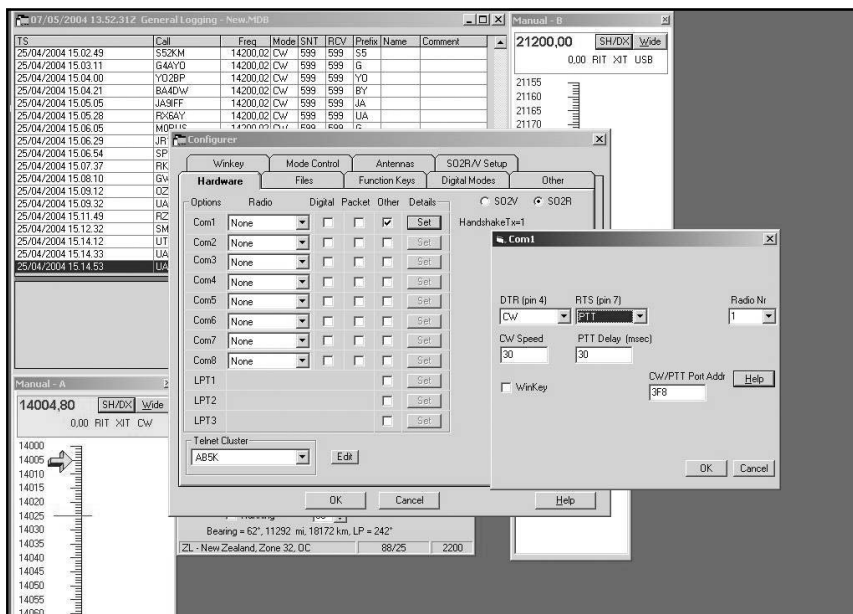 07/05/2004 13.52.31Z General Logging - New.MDB
TS Call Freq Mode SNT RCV Prefix Name Comment
25/04/2004 15.02.49 S52KM 14200,02 CW 599 599 S5
25/04/2004 15.03.11 G4AYO 14200,02 CW 599 599 G
25/04/2004 15.04.00 YO2BP 14200,02 CW 599 599 YO
25/04/2004 15.04.21 BA4DW 14200,02 CW 599 599 BY
25/04/2004 15.05.05 JA9IFF 14200,02 CW 599 599 JA
25/04/2004 15.05.28 RX6AY 14200,02 CW 599 599 UA
25/04/2004 15.06.05
25/04/2004 15.06.29
25/04/2004 15.06.54 SP
25/04/2004 15.07.37 RK
25/04/2004 15.08.10
25/04/2004 15.09.12 OZ
25/04/2004 15.09.32 UA
25/04/2004 15.11.49 RZ
25/04/2004 15.12.32 SM
25/04/2004 15.14.12 UT
25/04/2004 15.14.33 UA
25/04/2004 15.14.53 UA
Manual - B
21200,00 SH/DX Wide
0,00 RIT XIT USB
21155
21160
21165
21170
Configurer
Winkey Mode Control Antennas SO2R/V Setup
Hardware Files Function Keys Digital Modes Other
Options Radio Digital Packet Other Details
SO2V SO2R
Com1 None Set HandshakeTx=1
Com2 None Set
Com3 None Set
Com4 None Set
Com5 None Set
Com6 None Set
Com7 None Set
Com8 None Set
LPT1 Set
LPT2 Set
LPT3 Set
Telnet Cluster
AB5K Edit
OK Cancel Help
Com1
DTR (pin 4) RTS (pin 7) Radio Nr
CW PTT 1
CW Speed PTT Delay (msec)
30 30
WinKey CW/PTT Port Addr Help
3F8
OK Cancel
Manual - A
14004,80 SH/DX Wide
0,00 RIT XIT CW
14000
14005
14010
14015
14020
14025
14030
14035
14040
14045
14050
14055
14060
Bearing = 62°, 11292 mi, 18172 km, LP = 242°
ZL - New Zealand, Zone 32, OC 88/25 2200